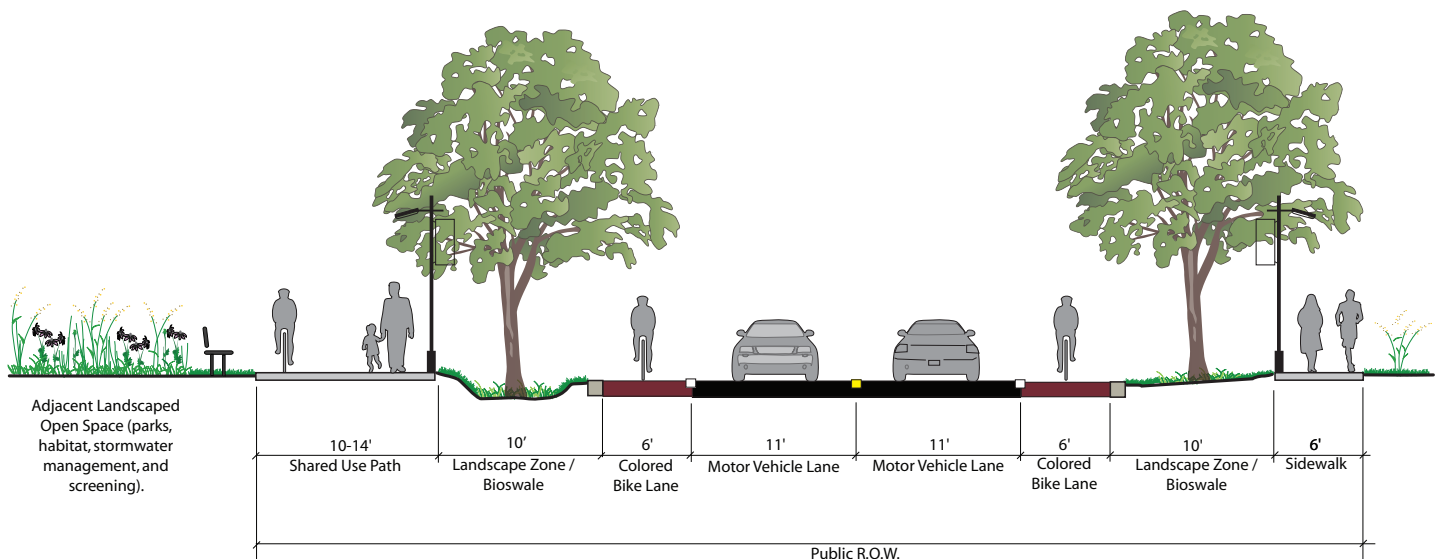 Adjacent Landscaped
Open Space (parks,
habitat, stormwater
management, and
screening).
10-14'
Shared Use Path
10'
Landscape Zone /
Bioswale
6'
Colored
Bike Lane
11'
Motor Vehicle Lane
11'
Motor Vehicle Lane
6'
Colored
Bike Lane
10'
Landscape Zone /
Bioswale
6'
Sidewalk
Public R.O.W.